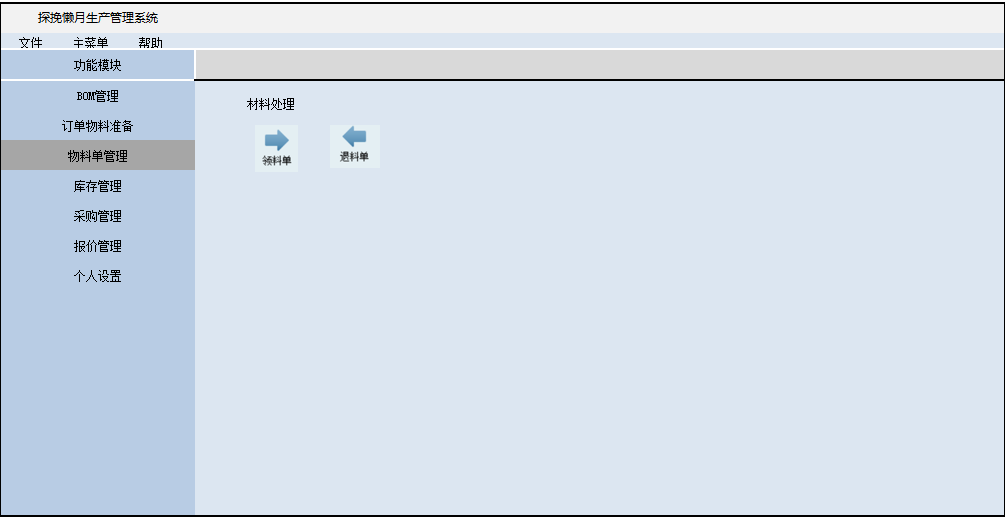 探挽懒月生产管理系统
文件 主菜单 帮助
功能模块
BOM管理
订单物料准备
物料单管理
库存管理
采购管理
报价管理
个人设置
材料处理
领料单 退料单